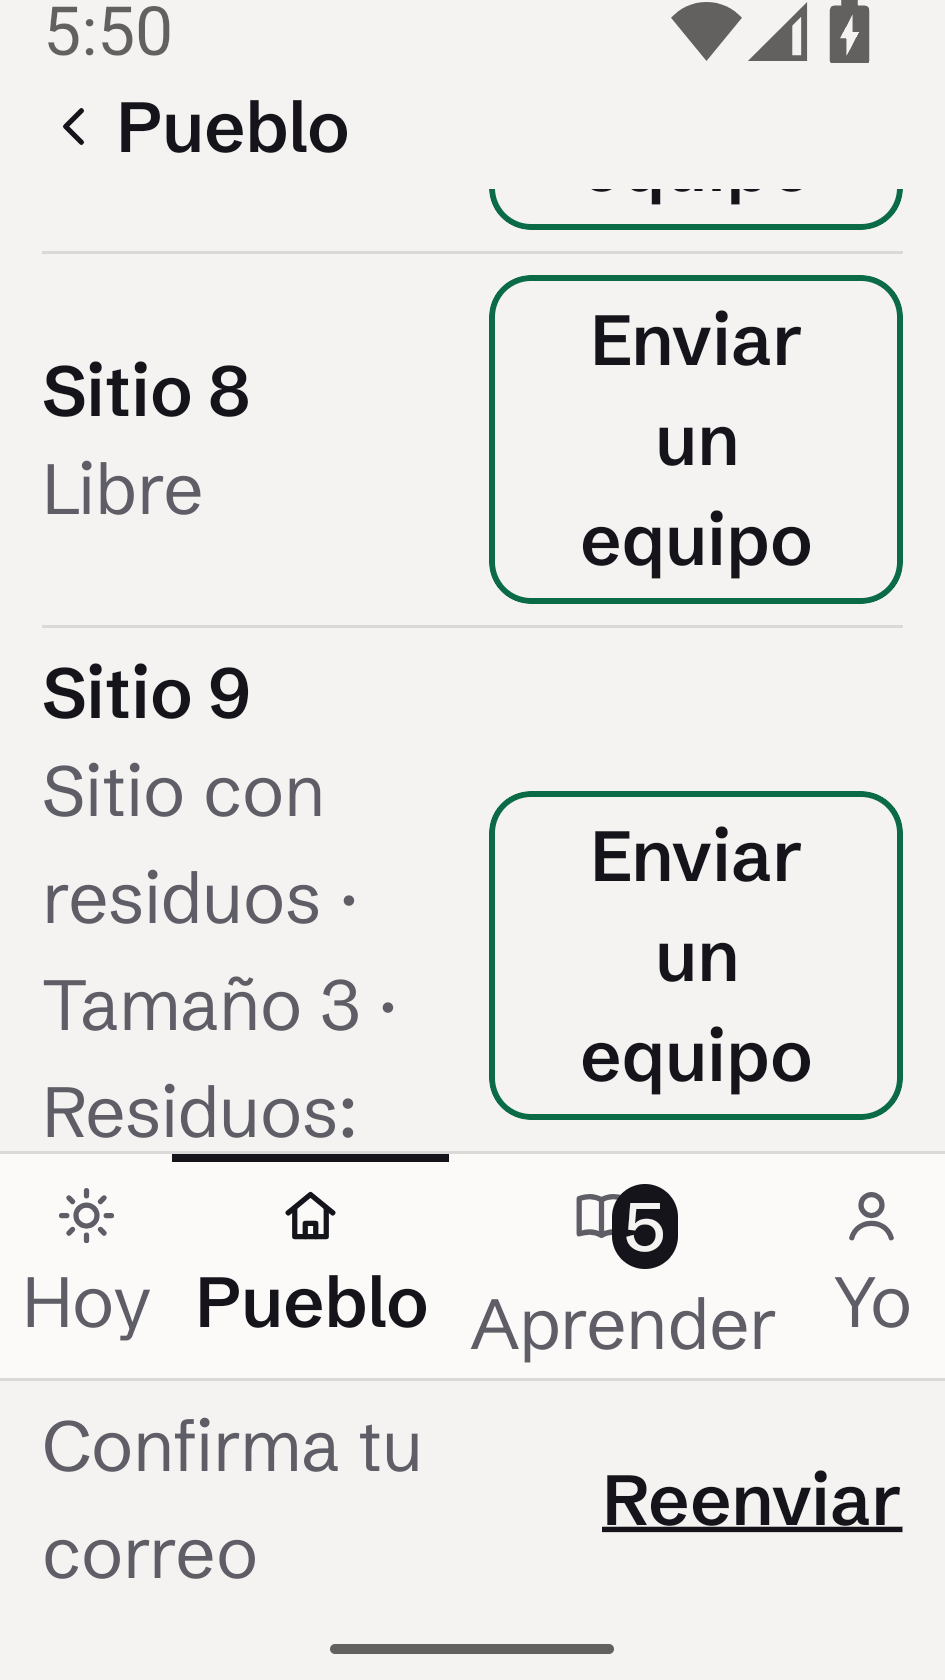 5:50
Pueblo
Sitio 8
Libre
Enviar
un
equipo
Sitio 9
Sitio con
residuos ·
Tamaño 3 ·
Residuos:
Enviar
un
equipo
Hoy
Pueblo
5
Aprender
Yo
Confirma tu
correo
Reenviar